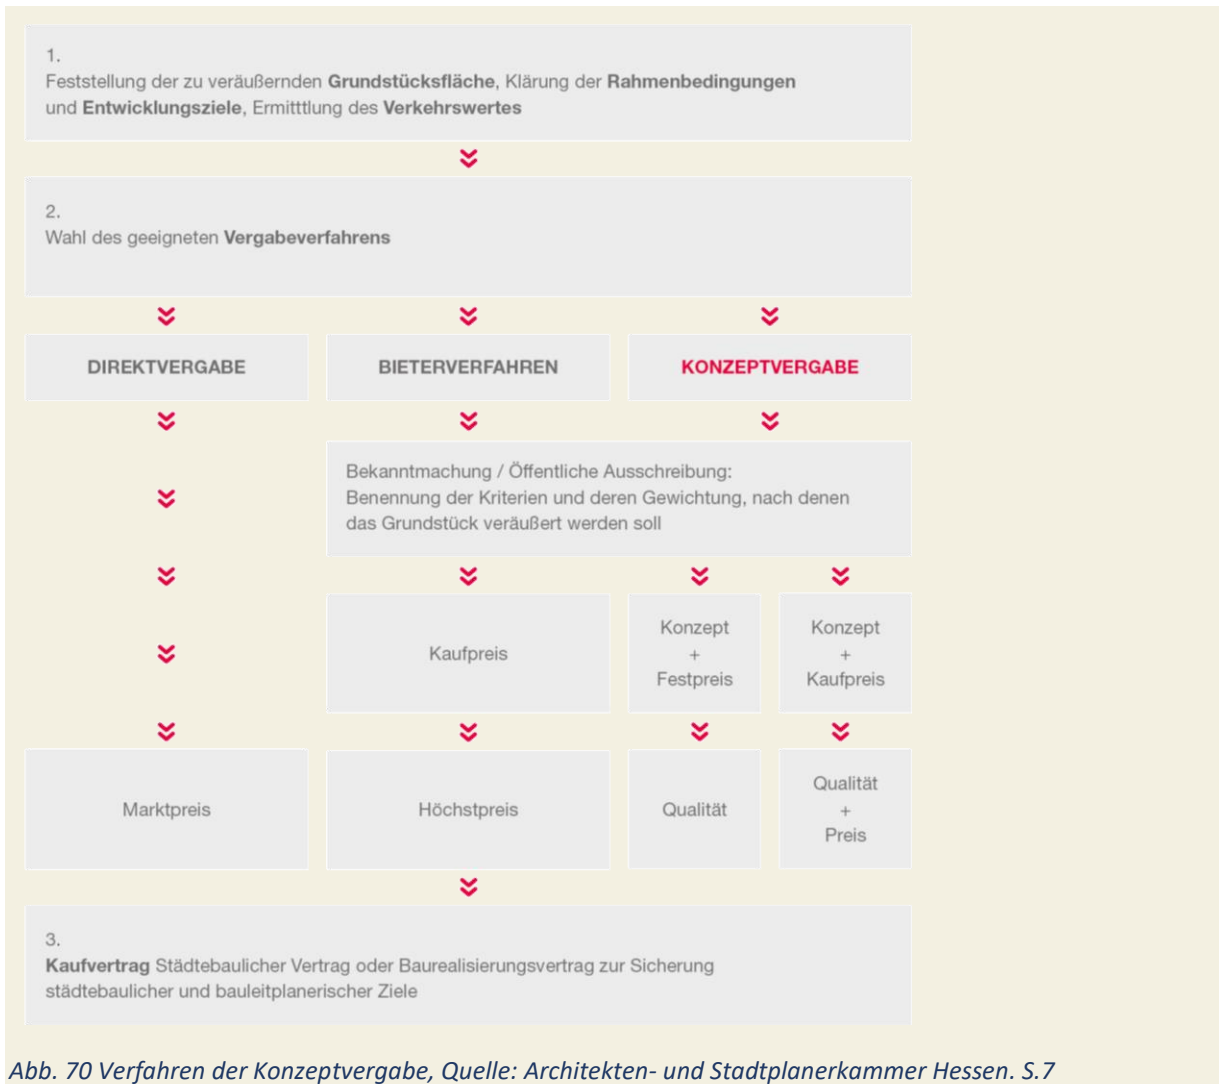 1.
Feststellung der zu veräußernden Grundstücksfläche, Klärung der Rahmenbedingungen
und Entwicklungsziele, Ermitttlung des Verkehrswertes
2.
Wahl des geeigneten Vergabeverfahrens
DIREKTVERGABE
BIETERVERFAHREN
KONZEPTVERGABE
Bekanntmachung / Öffentliche Ausschreibung:
Benennung der Kriterien und deren Gewichtung, nach denen
das Grundstück veräußert werden soll
Kaufpreis
Konzept
+
Festpreis
Konzept
+
Kaufpreis
Marktpreis
Höchstpreis
Qualität
Qualität
+
Preis
3.
Kaufvertrag Städtebaulicher Vertrag oder Baurealisierungsvertrag zur Sicherung
städtebaulicher und bauleitplanerischer Ziele
Abb. 70 Verfahren der Konzeptvergabe, Quelle: Architekten- und Stadtplanerkammer Hessen. S.7